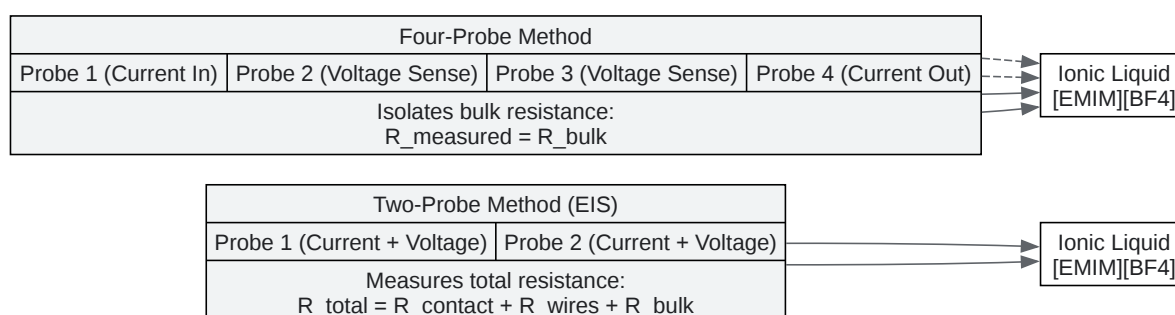 Four-Probe Method
Probe 1 (Current In) Probe 2 (Voltage Sense) Probe 3 (Voltage Sense) Probe 4 (Current Out)
Isolates bulk resistance:
R_measured = R_bulk
Ionic Liquid
[EMIM][BF4]
Two-Probe Method (EIS)
Probe 1 (Current + Voltage) Probe 2 (Current + Voltage)
Measures total resistance:
R_total = R_contact + R_wires + R_bulk
Ionic Liquid
[EMIM][BF4]